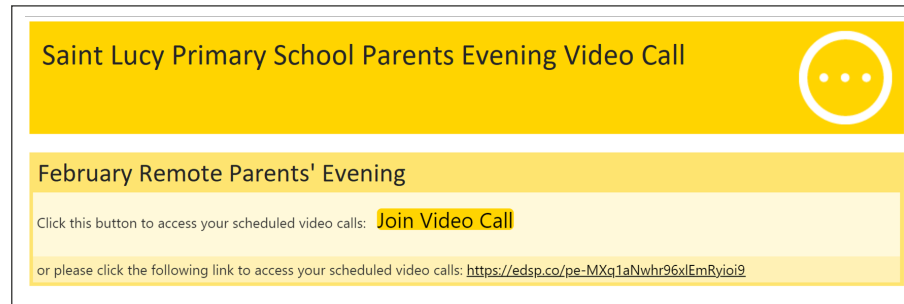 Saint Lucy Primary School Parents Evening Video Call
February Remote Parents' Evening
Click this button to access your scheduled video calls: Join Video Call
or please click the following link to access your scheduled video calls: https://edsp.co/pe-MXq1aNwhr96xlEmRyioi9